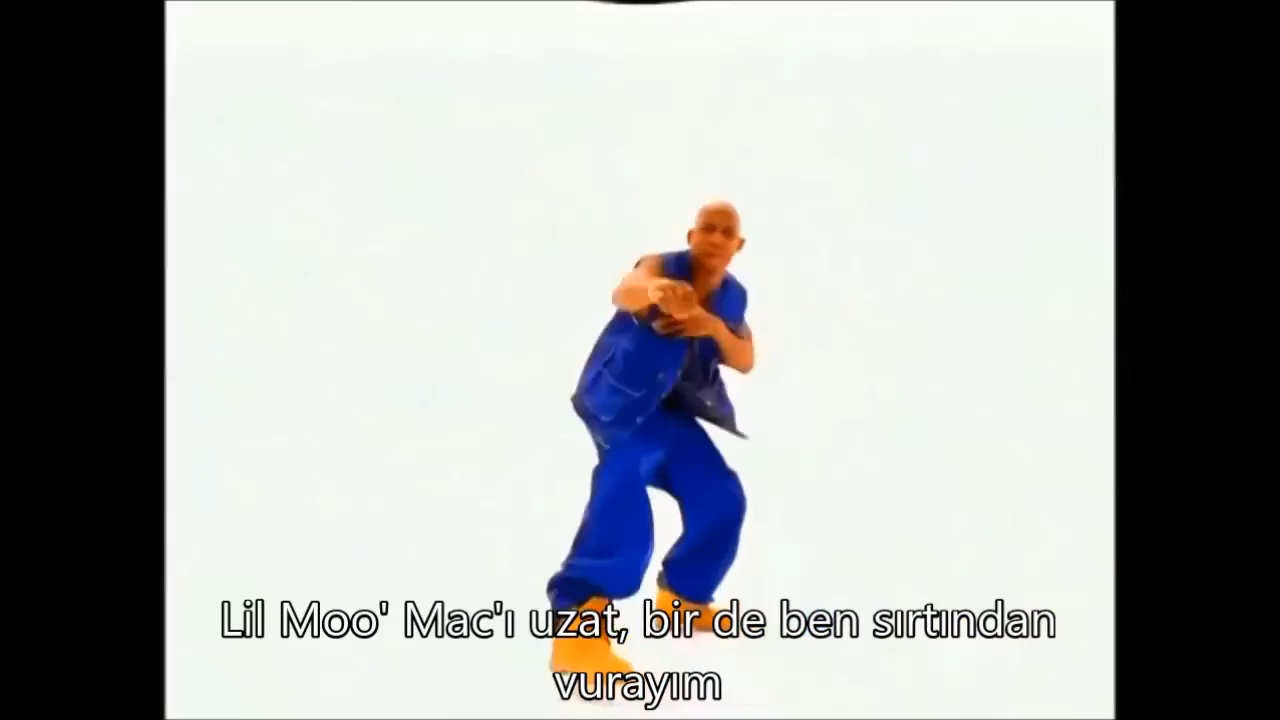 Lil Moo' Mac'ı uzat, bir de ben sırtından
vurayım